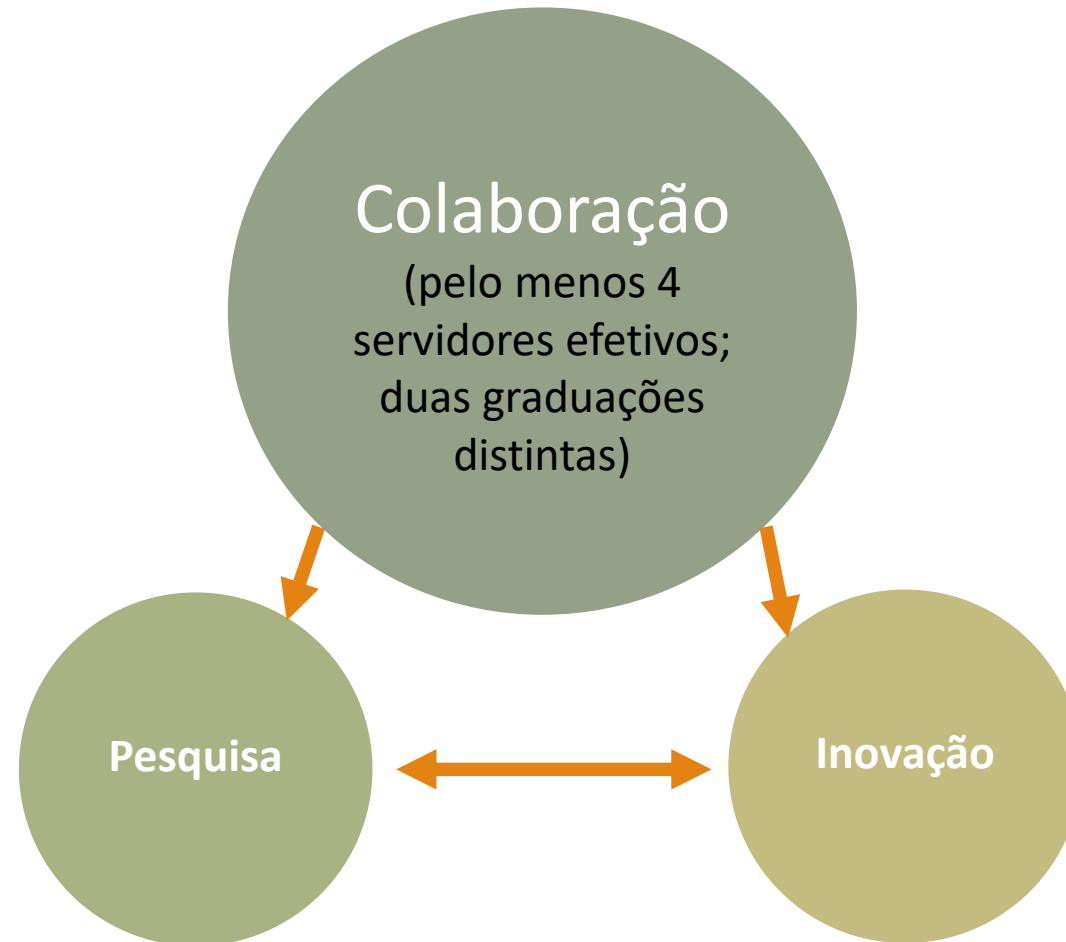 Colaboração
(pelo menos 4
servidores efetivos;
duas graduações
distintas)
Pesquisa
Inovação